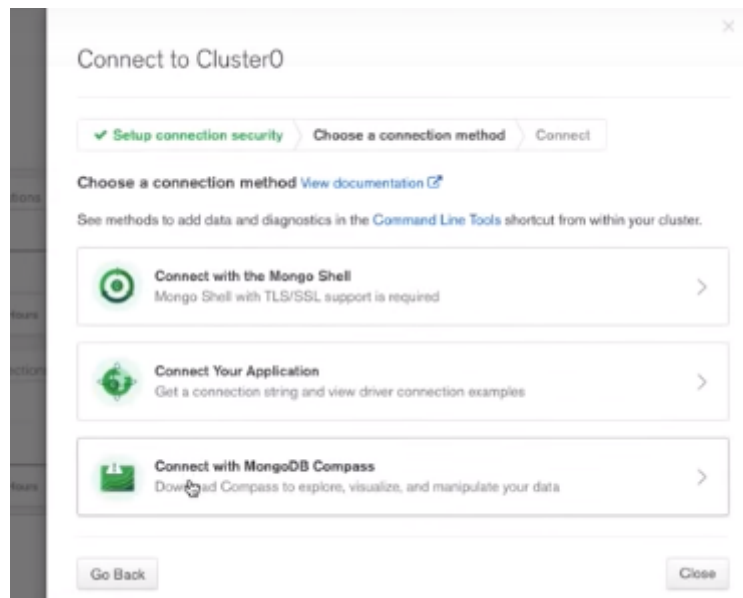 Connect to Cluster0
✔ Setup connection security
Choose a connection method
Connect
Choose a connection method View documentation
See methods to add data and diagnostics in the Command Line Tools shortcut from within your cluster.
Connect with the Mongo Shell
Mongo Shell with TLS/SSL support is required
Connect Your Application
Get a connection string and view driver connection examples
Connect with MongoDB Compass
Download Compass to explore, visualize, and manipulate your data
Go Back
Close